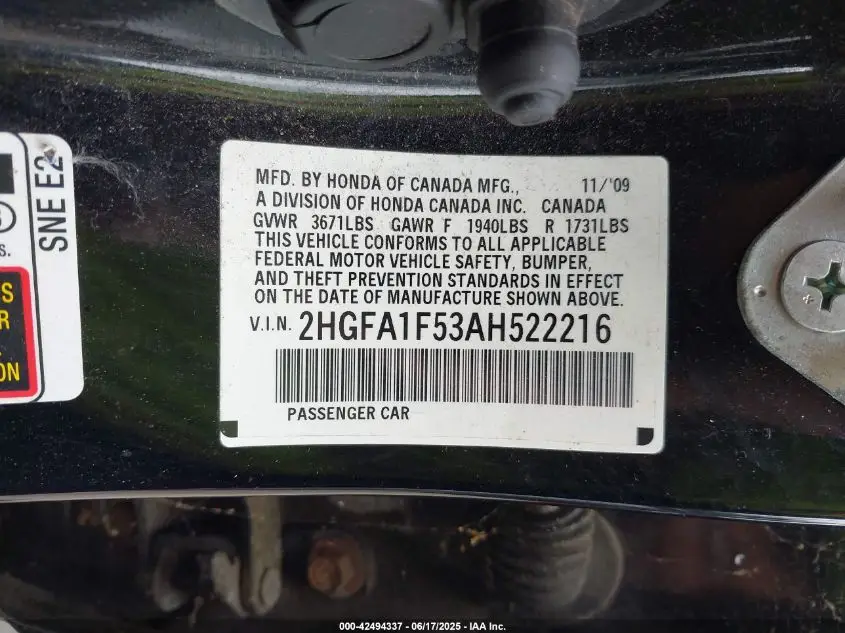 SNE E2
S.
S
R
ON
MFD. BY HONDA OF CANADA MFG., 11/'09
A DIVISION OF HONDA CANADA INC. CANADA
GVWR 3671LBS GAWR F 1940LBS R 1731LBS
THIS VEHICLE CONFORMS TO ALL APPLICABLE
FEDERAL MOTOR VEHICLE SAFETY, BUMPER,
AND THEFT PREVENTION STANDARDS IN EFFECT
ON THE DATE OF MANUFACTURE SHOWN ABOVE.
V.I.N. 2HGFA1F53AH522216
PASSENGER CAR
000-42494337 - 06/17/2025 - IAA Inc.